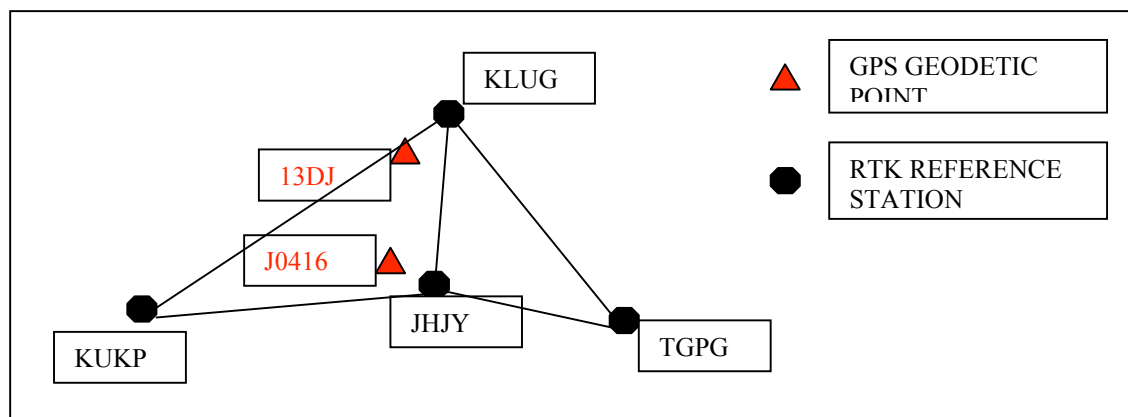 KLUG
GPS GEODETIC
POINT
13DJ
RTK REFERENCE
STATION
J0416
JHJY
TGPG
KUKP